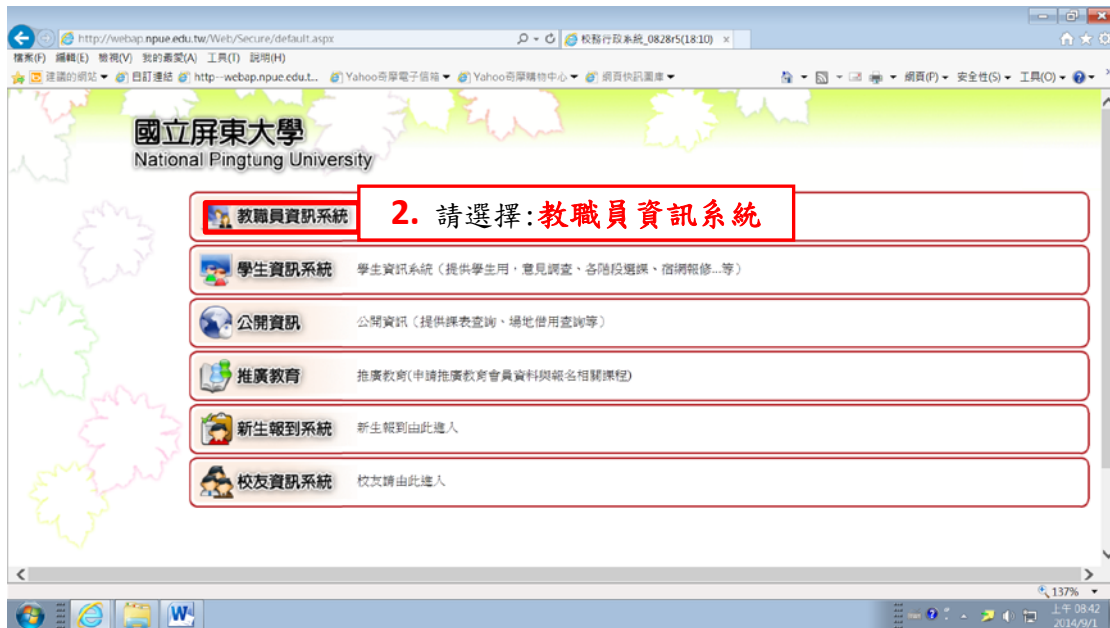 http://webap.npue.edu.tw/Web/Secure/default.aspx
校務行政系統_0828r5(18:10) ×
檔案(F) 編輯(E) 檢視(V) 我的最愛(A) 工具(T) 說明(H)
建議的網站 自訂連結 http--webap.npue.edu.t... Yahoo奇摩電子信箱 Yahoo奇摩購物中心 網頁快訊圖庫 網頁(P) 安全性(S) 工具(O)
國立屏東大學
National Pingtung University
教職員資訊系統
2. 請選擇:教職員資訊系統
學生資訊系統 學生資訊系統（提供學生用，意見調查、各階段選課、宿網報修...等）
公開資訊 公開資訊（提供課表查詢、場地借用查詢等）
推廣教育 推廣教育(申請推廣教育會員資料與報名相關課程)
新生報到系統 新生報到由此進入
校友資訊系統 校友請由此進入
137%
上午 08:42
2014/9/1